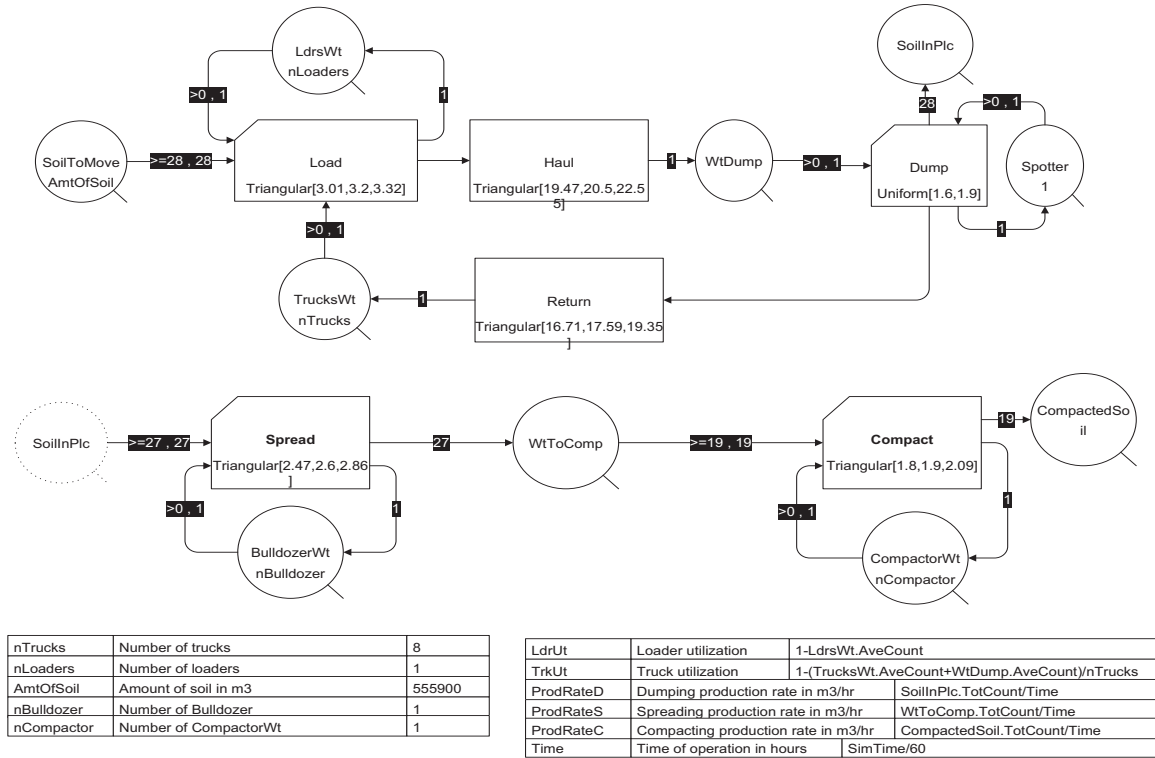 LdrsWt
nLoaders
SoilInPlc
>0 , 1
1
28
>0, 1
SoilToMove
AmtOfSoil
>=28 , 28
Load
Triangular[3.01,3.2,3.32]
Haul
Triangular[19.47,20.5,22.5
5]
1
WtDump
>0, 1
Dump
Uniform[1.6,1.9]
Spotter
1
1
>0, 1
TrucksWt
nTrucks
1
Return
Triangular[16.71,17.59,19.35
]
SoilInPlc
>=27 , 27
Spread
Triangular[2.47,2.6,2.86
]
27
WtToComp
>=19 , 19
Compact
Triangular[1.8,1.9,2.09]
19
CompactedSo
il
>0 , 1
1
BulldozerWt
nBulldozer
>0 , 1
1
CompactorWt
nCompactor
nTrucks Number of trucks 8
nLoaders Number of loaders 1
AmtOfSoil Amount of soil in m3 555900
nBulldozer Number of Bulldozer 1
nCompactor Number of CompactorWt 1
LdrUt Loader utilization 1-LdrsWt.AveCount
TrkUt Truck utilization 1-(TrucksWt.AveCount+WtDump.AveCount)/nTrucks
ProdRateD Dumping production rate in m3/hr SoilInPlc.TotCount/Time
ProdRateS Spreading production rate in m3/hr WtToComp.TotCount/Time
ProdRateC Compacting production rate in m3/hr CompactedSoil.TotCount/Time
Time Time of operation in hours SimTime/60